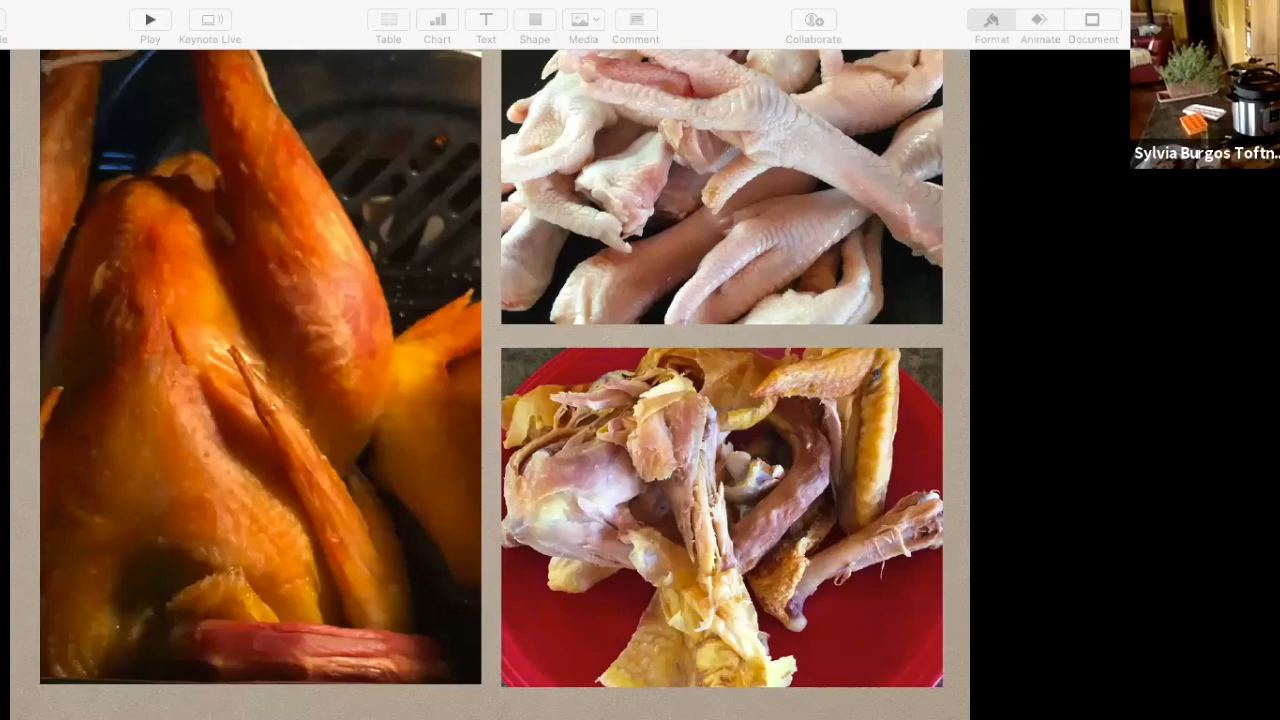 Play
Keynote Live
Table
Chart
Text
Shape
Media
Comment
Collaborate
Format
Animate
Document
Sylvia Burgos Toftn...